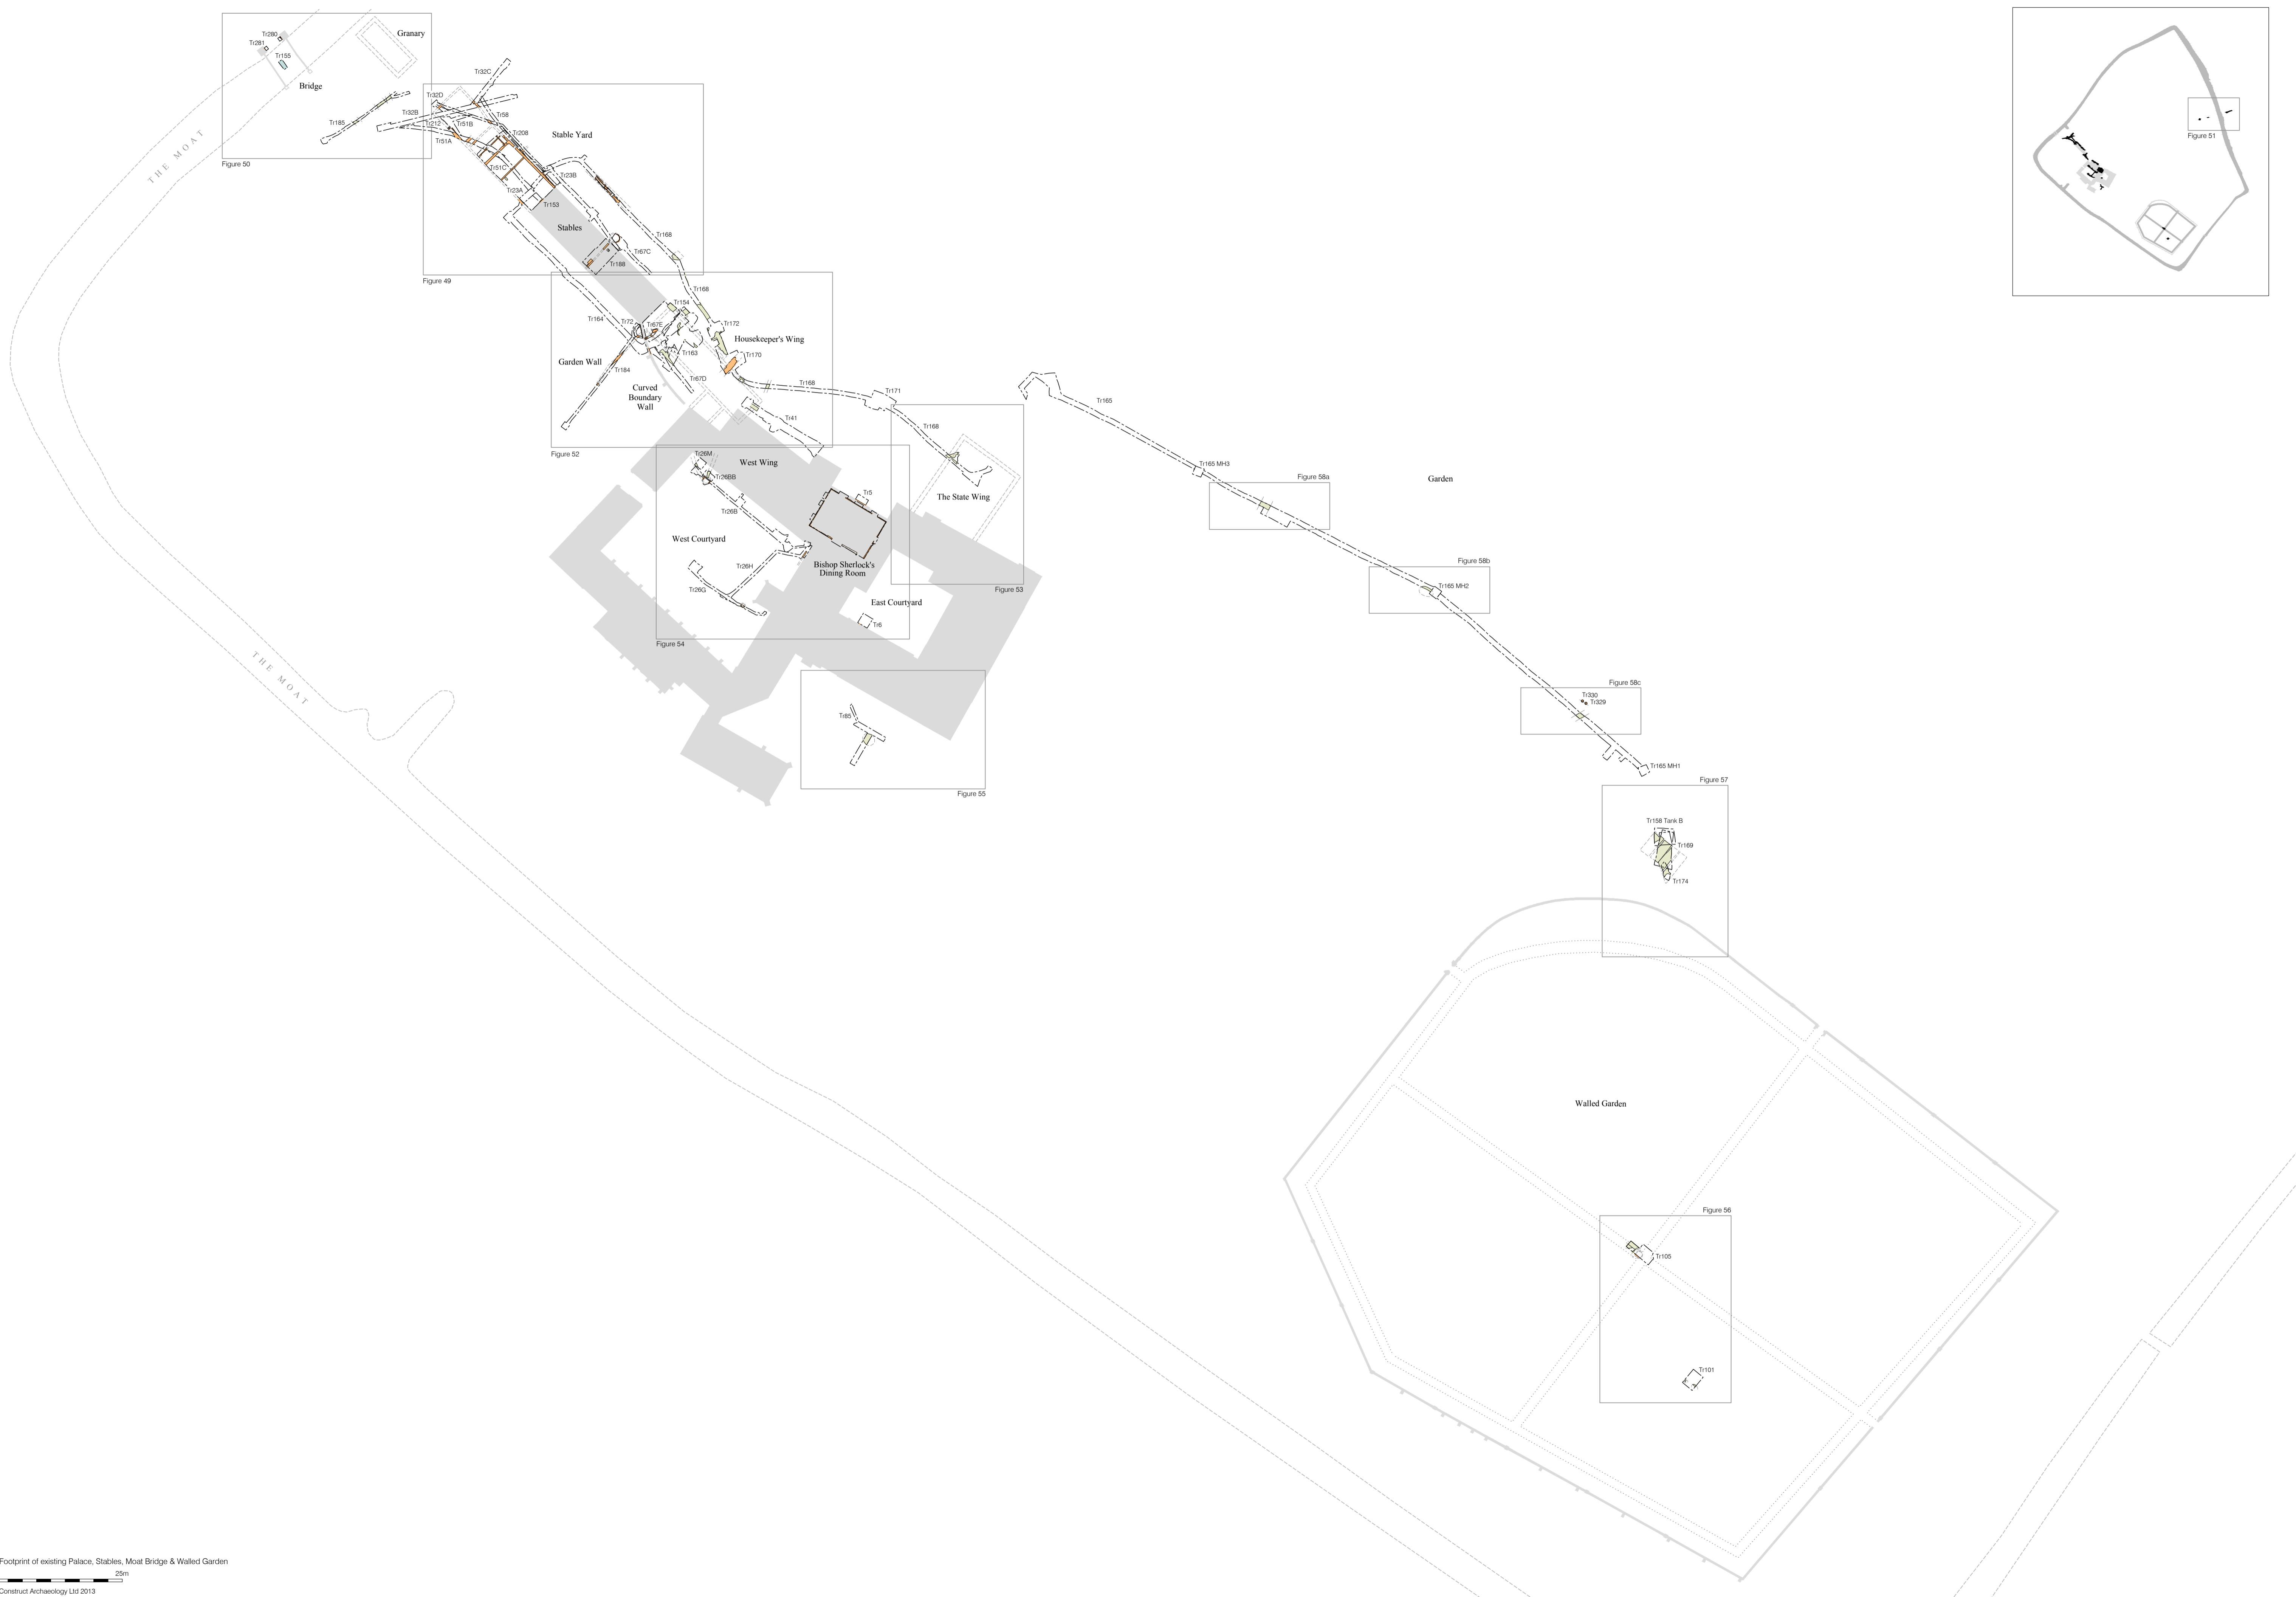 Granary
Tr280
Tr281
Tr155
Bridge
Tr185
Figure 50
THE MOAT
Tr32C
Tr32D
Tr32B
Tr58
Tr212
Tr51B
Tr208
Stable Yard
Tr51A
Tr51C
Tr23B
Tr23A
Tr153
Stables
Tr168
Tr67C
Tr188
Figure 49
Tr168
Tr154
Tr164
Tr72
Tr67E
Tr172
Housekeeper's Wing
Tr163
Tr170
Garden Wall
Tr184
Tr67D
Tr168
Tr171
Curved
Boundary
Wall
Tr41
Figure 52
Tr168
Tr165
Tr26M
West Wing
Tr26BB
Tr165 MH3
Garden
Figure 58a
Tr5
The State Wing
Tr26B
West Courtyard
Tr26H
Bishop Sherlock's
Dining Room
Figure 58b
Tr165 MH2
Tr26G
Figure 53
East Courtyard
Tr6
Figure 54
THE MOAT
Figure 58c
Tr330
Tr329
Tr85
Tr165 MH1
Figure 55
Figure 57
Tr158 Tank B
Tr169
Tr174
Walled Garden
Figure 56
Tr105
Tr101
Figure 51
Footprint of existing Palace, Stables, Moat Bridge & Walled Garden
25m
Construct Archaeology Ltd 2013